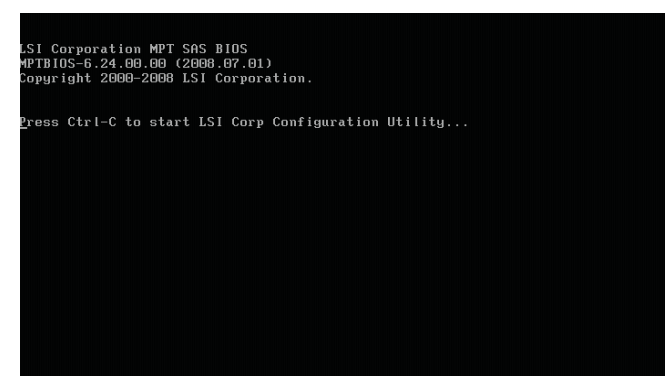 LSI Corporation MPT SAS BIOS
MPTBIOS-6.24.00.00 (2008.07.01)
Copyright 2000-2008 LSI Corporation.
Press Ctrl-C to start LSI Corp Configuration Utility...